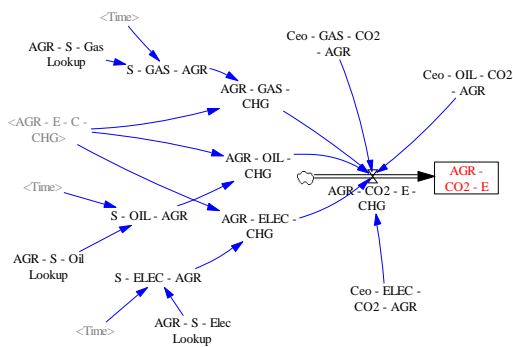 <Time>
AGR - S - Gas
Lookup
S - GAS - AGR
Ceo - GAS - CO2
- AGR
Ceo - OIL - CO2
- AGR
AGR - GAS -
CHG
<AGR - E - C -
CHG>
AGR - OIL -
CHG
AGR - CO2 - E -
CHG
AGR -
CO2 - E
<Time>
S - OIL - AGR
AGR - ELEC -
CHG
AGR - S - Oil
Lookup
S - ELEC - AGR
Ceo - ELEC -
CO2 - AGR
<Time>
AGR - S - Elec
Lookup